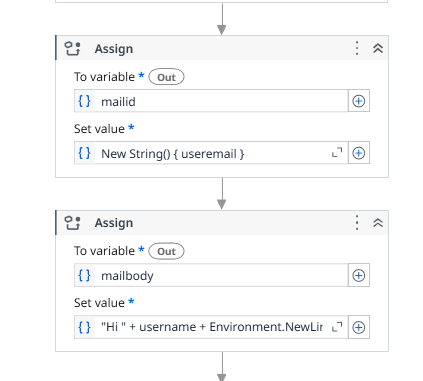 Assign
To variable * Out
mailid
Set value *
New String() { useremail }
Assign
To variable * Out
mailbody
Set value *
"Hi " + username + Environment.NewLin